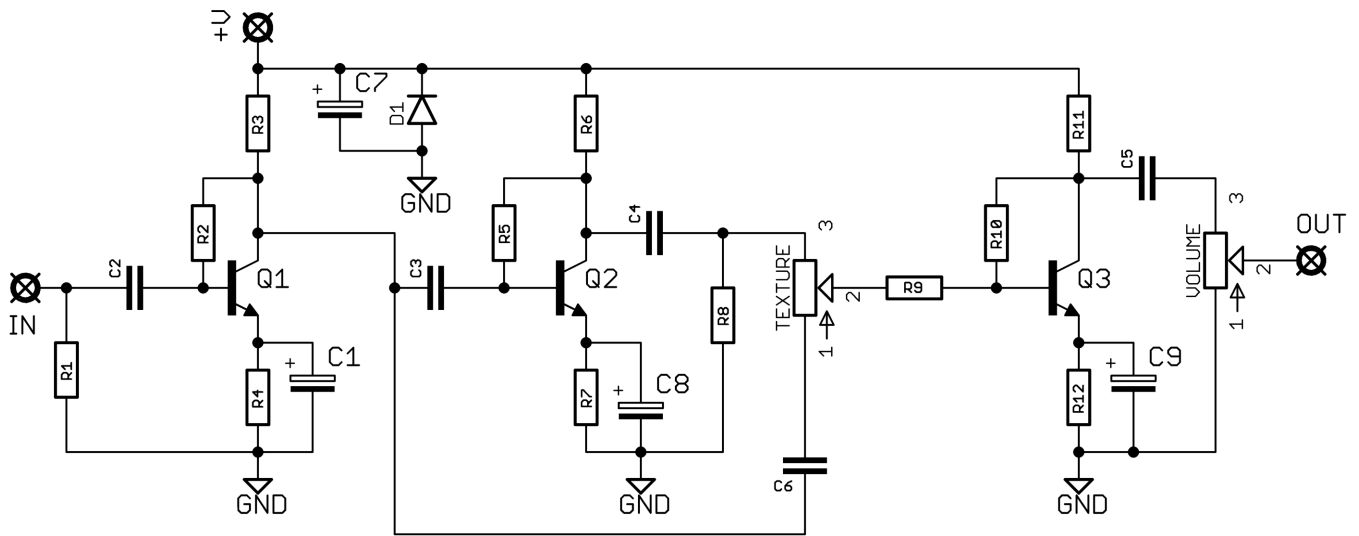 +V
C7
D1
R3
R6
R11
GND
C5
3
R2
R5
C4
R10
OUT
3
VOLUME
2
1
C2
Q1
C3
Q2
R8
TEXTURE
2
1
R9
Q3
IN
R1
R4
+
C1
R7
+
C8
R12
+
C9
+
C6
GND
GND
GND